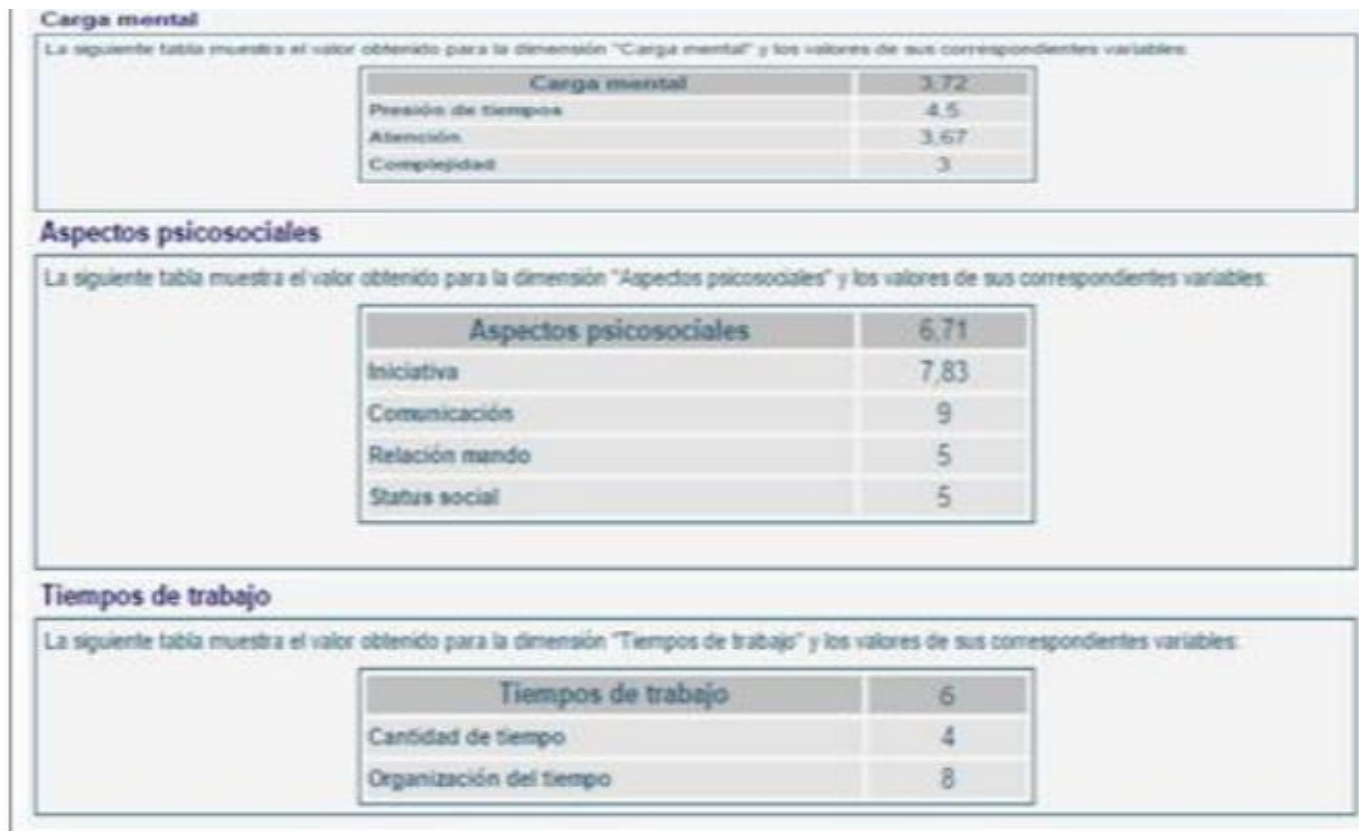 Carga mental
La siguiente tabla muestra el valor obtenido para la dimensión "Carga mental" y los valores de sus correspondientes variables:
Carga mental 3,72
Presión de tiempos 4,5
Atención 3,67
Complejidad 3
Aspectos psicosociales
La siguiente tabla muestra el valor obtenido para la dimensión "Aspectos psicosociales" y los valores de sus correspondientes variables:
Aspectos psicosociales 6,71
Iniciativa 7,83
Comunicación 9
Relación mando 5
Status social 5
Tiempos de trabajo
La siguiente tabla muestra el valor obtenido para la dimensión "Tiempos de trabajo" y los valores de sus correspondientes variables:
Tiempos de trabajo 6
Cantidad de tiempo 4
Organización del tiempo 8